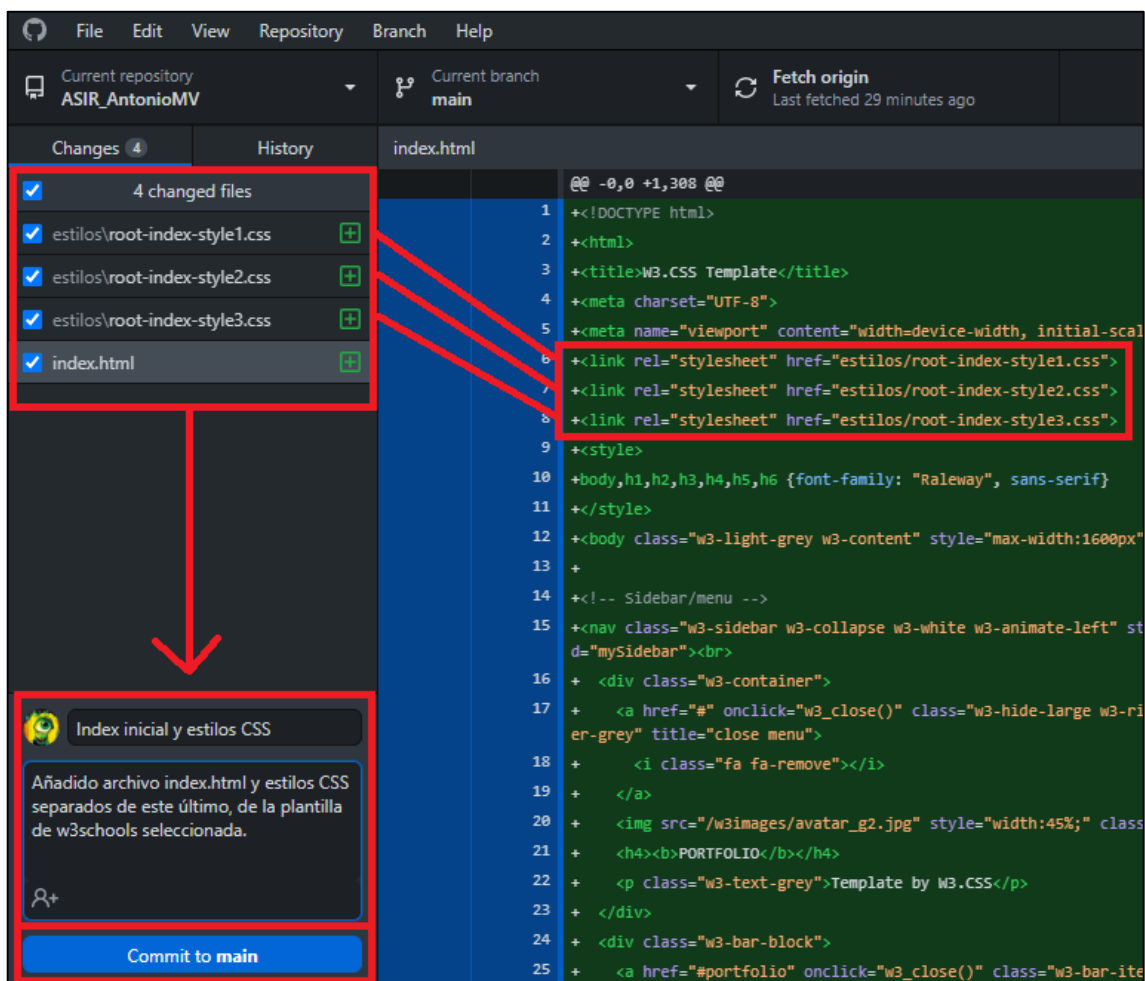 File Edit View Repository Branch Help
Current repository
ASIR_AntonioMV
Current branch
main
Fetch origin
Last fetched 29 minutes ago
Changes 4
History
index.html
4 changed files
estilos\root-index-style1.css
estilos\root-index-style2.css
estilos\root-index-style3.css
index.html
Index inicial y estilos CSS
Añadido archivo index.html y estilos CSS
separados de este último, de la plantilla
de w3schools seleccionada.
Commit to main
@@ -0,0 +1,308 @@
1 +<!DOCTYPE html>
2 +<html>
3 +<title>W3.CSS Template</title>
4 +<meta charset="UTF-8">
5 +<meta name="viewport" content="width=device-width, initial-scal
6 +<link rel="stylesheet" href="estilos/root-index-style1.css">
7 +<link rel="stylesheet" href="estilos/root-index-style2.css">
8 +<link rel="stylesheet" href="estilos/root-index-style3.css">
9 +<style>
10 +body,h1,h2,h3,h4,h5,h6 {font-family: "Raleway", sans-serif}
11 +</style>
12 +<body class="w3-light-grey w3-content" style="max-width:1600px"
13 +
14 +<!-- Sidebar/menu -->
15 +<nav class="w3-sidebar w3-collapse w3-white w3-animate-left" st
d="mySidebar"><br>
16 + <div class="w3-container">
17 + <a href="#" onclick="w3_close()" class="w3-hide-large w3-ri
er-grey" title="close menu">
18 + <i class="fa fa-remove"></i>
19 + </a>
20 + <img src="/w3images/avatar_g2.jpg" style="width:45%;" class
21 + <h4><b>PORTFOLIO</b></h4>
22 + <p class="w3-text-grey">Template by W3.CSS</p>
23 + </div>
24 + <div class="w3-bar-block">
25 + <a href="#portfolio" onclick="w3_close()" class="w3-bar-ite